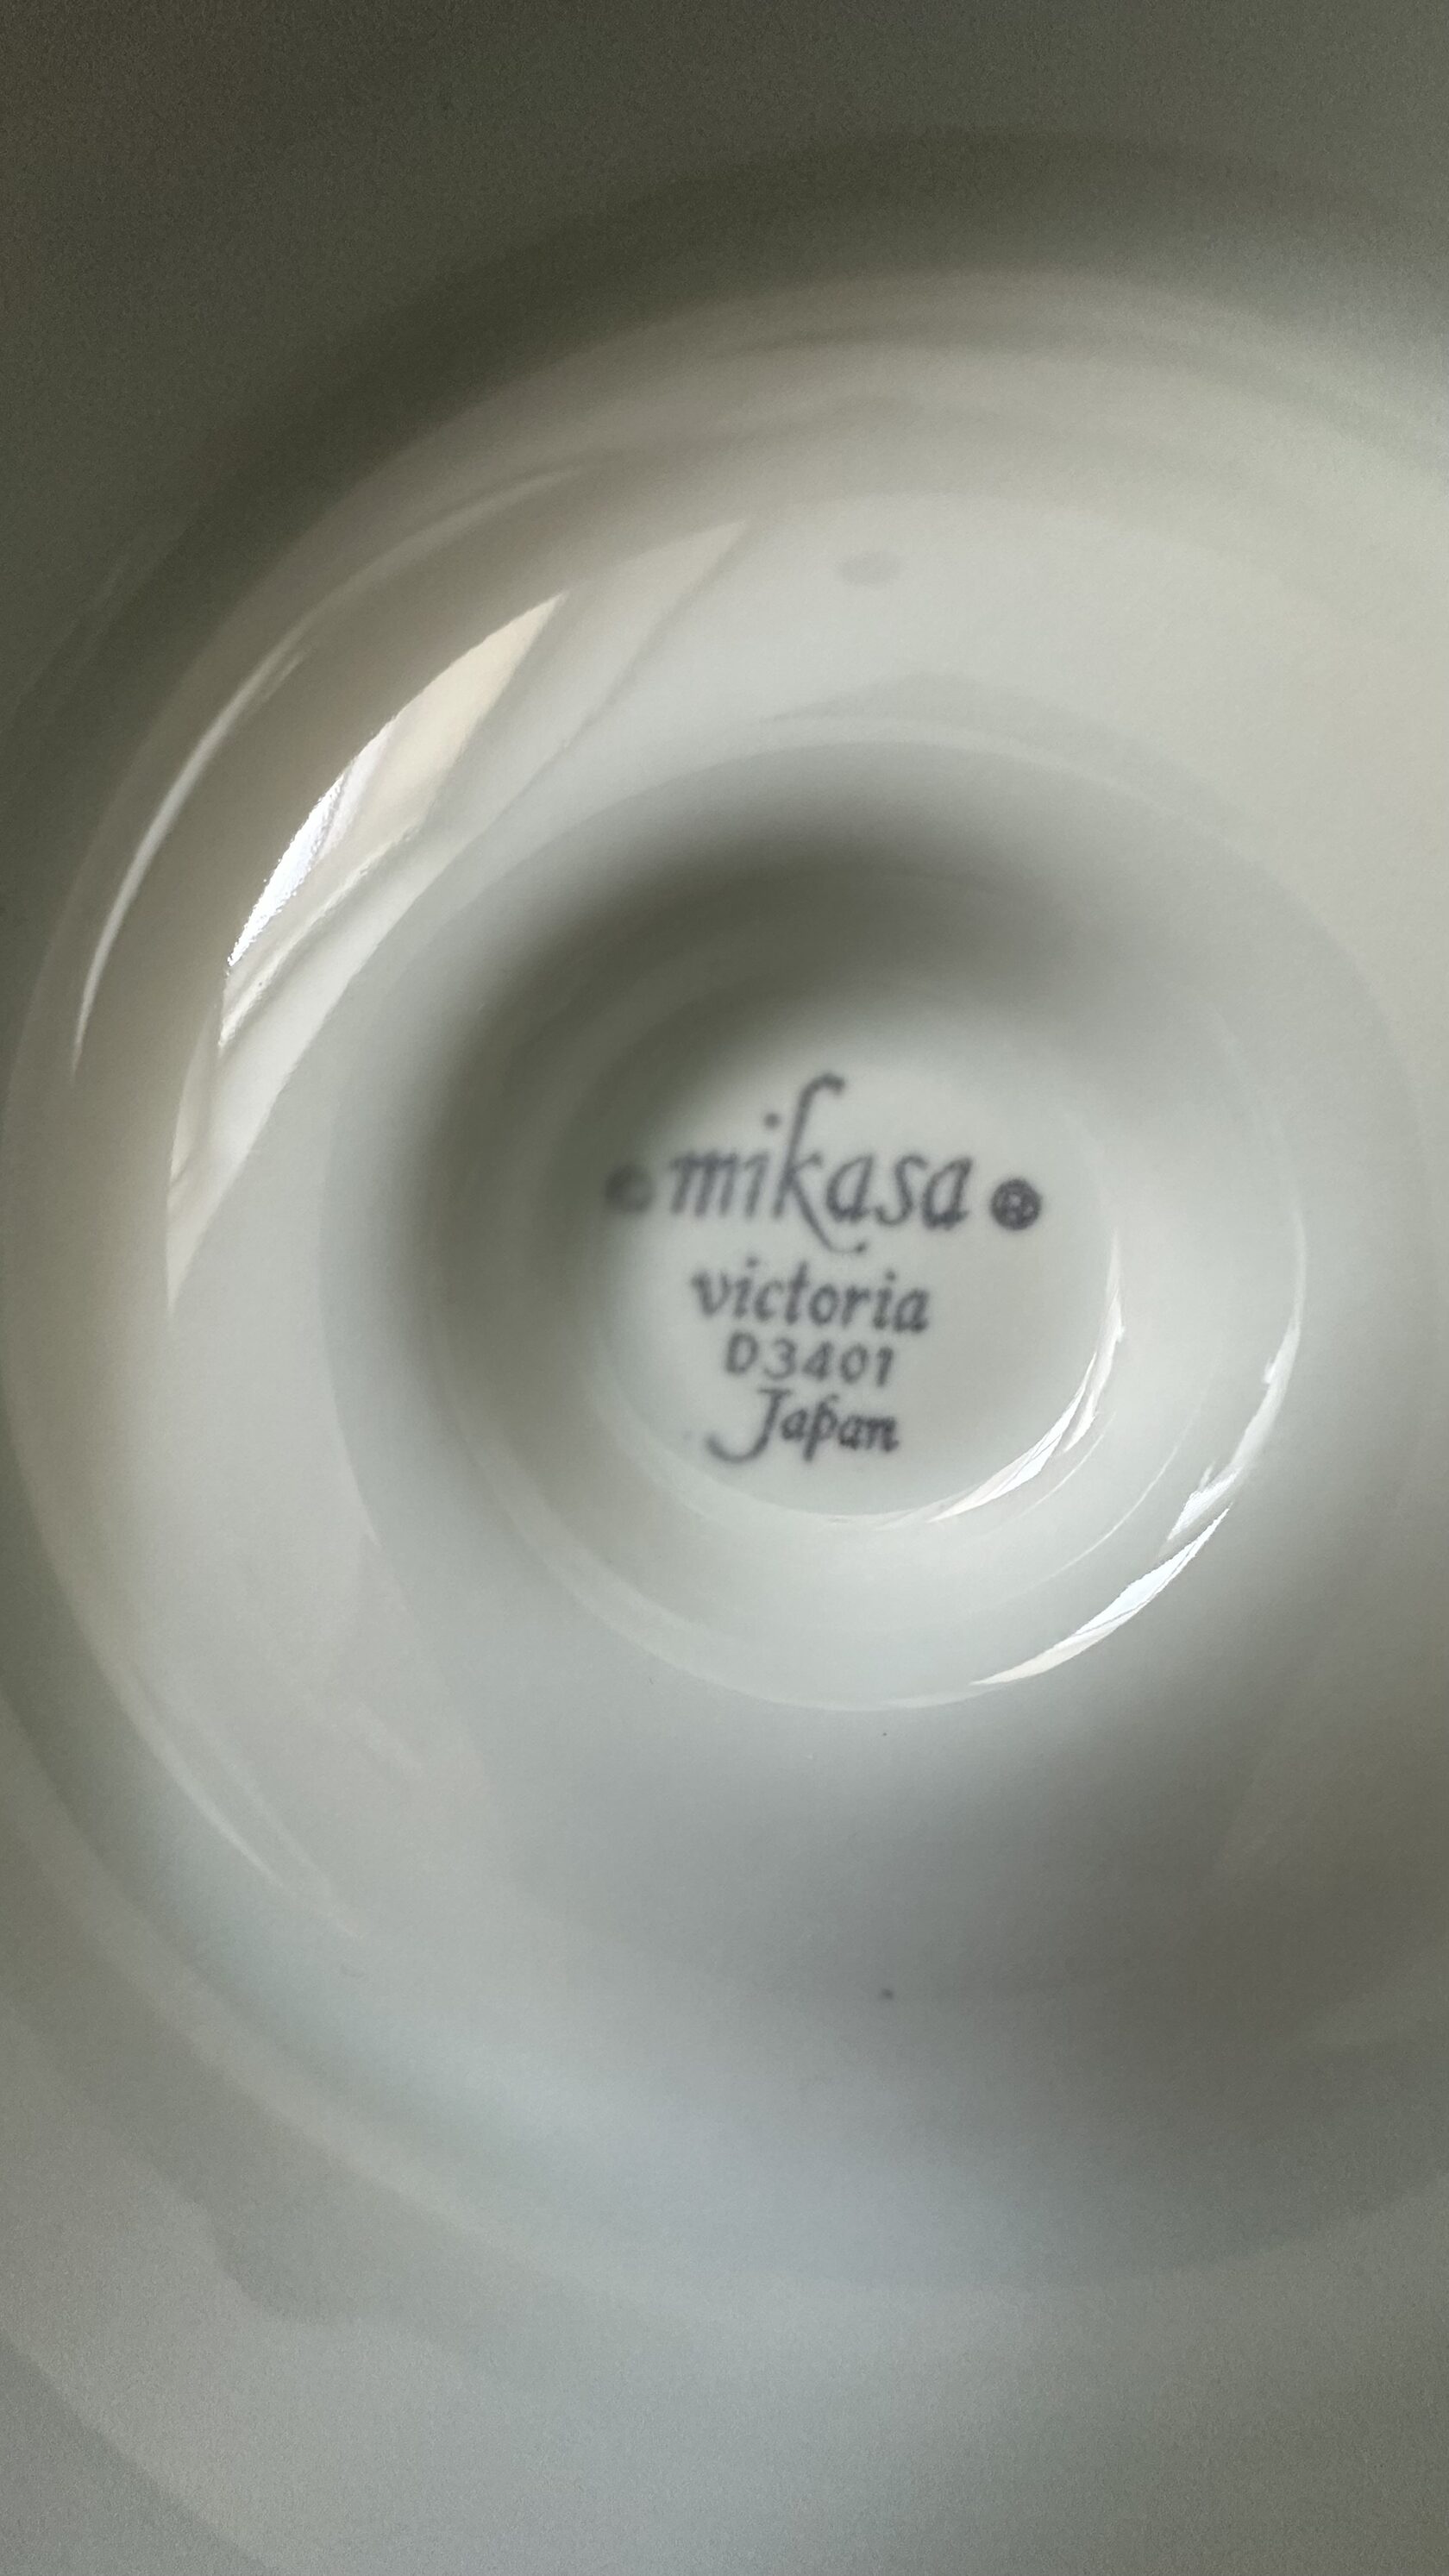 © mikasa ®
victoria
D3401
Japan